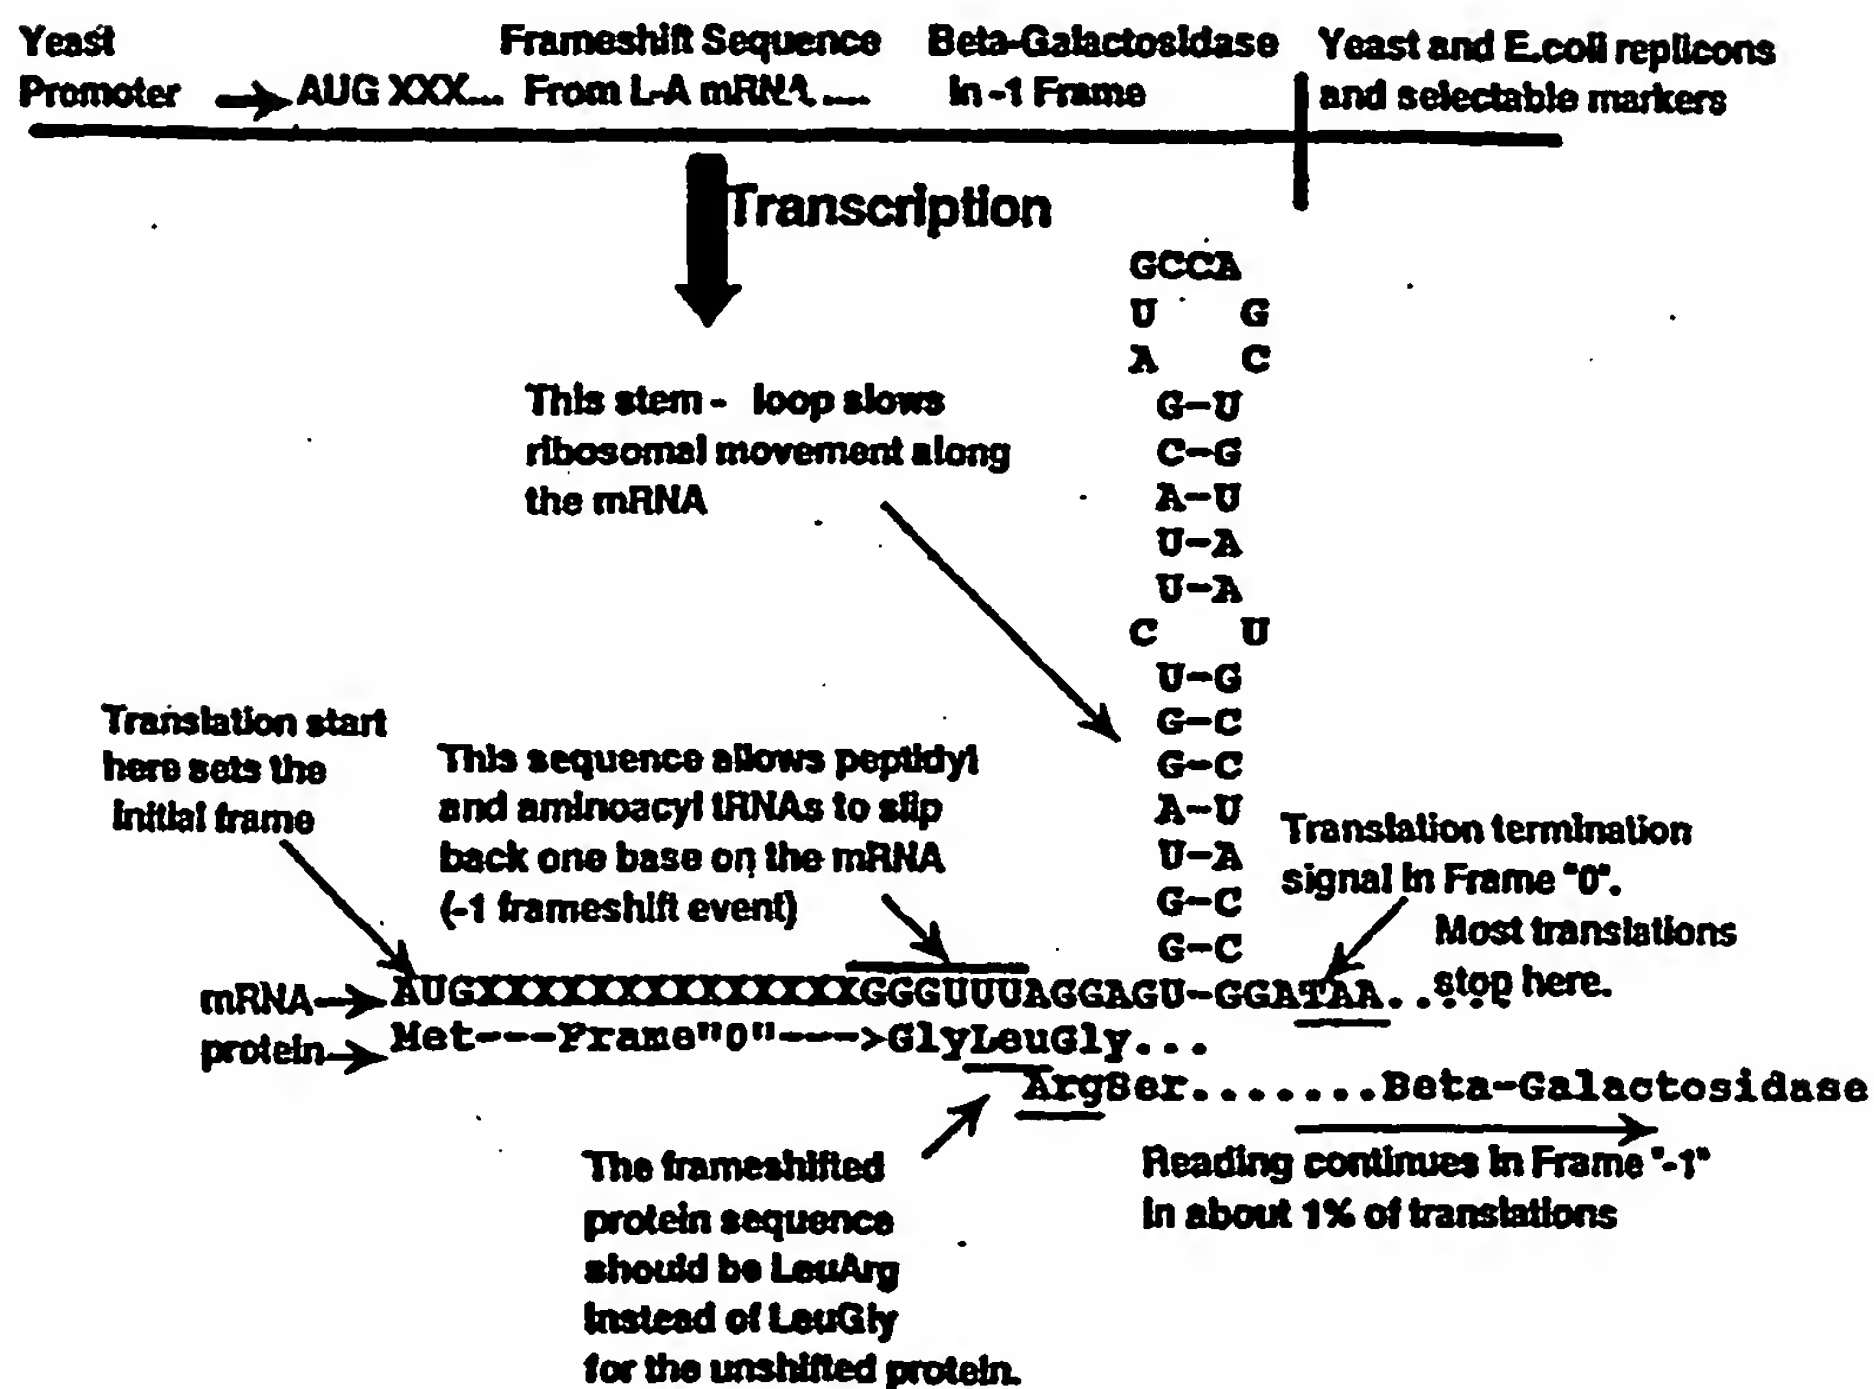 Yeast
Promoter
AUG XXX...
Frameshift Sequence
From L-A mRNA ....
Beta-Galactosidase
In -1 Frame
Yeast and E.coli replicons
and selectable markers
Transcription
GCCA
U G
A C
G-U
C-G
A-U
U-A
U-A
C U
U-G
G-C
G-C
A-U
U-A
G-C
G-C
This stem - loop slows
ribosomal movement along
the mRNA
Translation start
here sets the
initial frame
This sequence allows peptidyl
and aminoacyl tRNAs to slip
back one base on the mRNA
(-1 frameshift event)
Translation termination
signal in Frame "0".
Most translations
stop here.
mRNA AUGXXXXXXXXXXXXXXGGGUUUAGGAGU-GGATAA.....
protein Met---Frame"0"--->GlyLeuGly...
ArgSer.......Beta-Galactosidase
The frameshifted
protein sequence
should be LeuArg
instead of LeuGly
for the unshifted protein.
Reading continues in Frame "-1"
in about 1% of translations